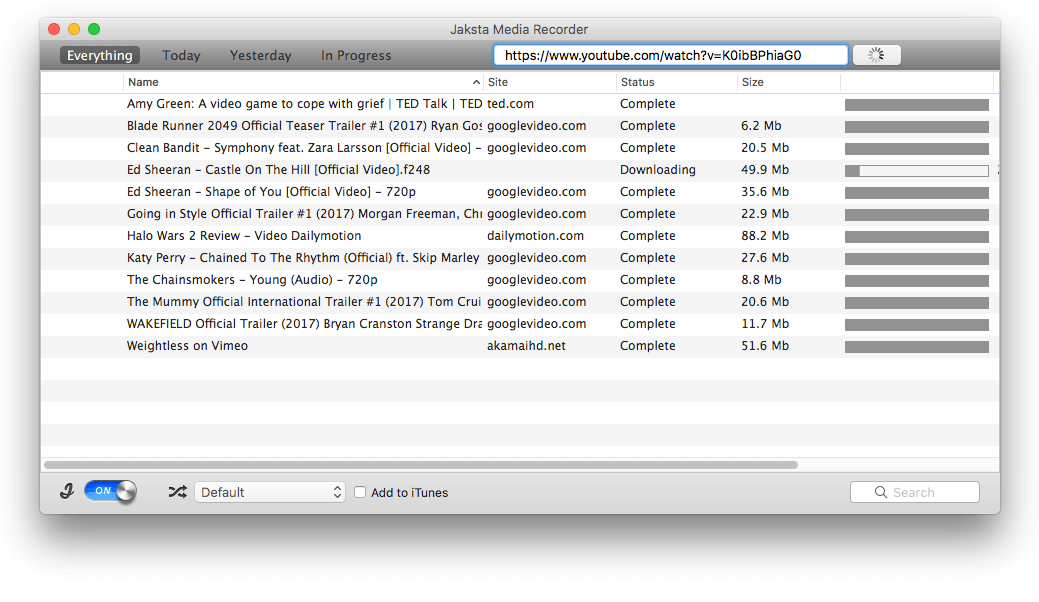 Jaksta Media Recorder
Everything Today Yesterday In Progress https://www.youtube.com/watch?v=K0ibBPhiaG0
Name Site Status Size
Amy Green: A video game to cope with grief | TED Talk | TED ted.com Complete
Blade Runner 2049 Official Teaser Trailer #1 (2017) Ryan Gos googlevideo.com Complete 6.2 Mb
Clean Bandit – Symphony feat. Zara Larsson [Official Video] – googlevideo.com Complete 20.5 Mb
Ed Sheeran – Castle On The Hill [Official Video].f248 Downloading 49.9 Mb
Ed Sheeran – Shape of You [Official Video] – 720p googlevideo.com Complete 35.6 Mb
Going in Style Official Trailer #1 (2017) Morgan Freeman, Chr googlevideo.com Complete 22.9 Mb
Halo Wars 2 Review – Video Dailymotion dailymotion.com Complete 88.2 Mb
Katy Perry – Chained To The Rhythm (Official) ft. Skip Marley googlevideo.com Complete 27.6 Mb
The Chainsmokers – Young (Audio) – 720p googlevideo.com Complete 8.8 Mb
The Mummy Official International Trailer #1 (2017) Tom Crui googlevideo.com Complete 20.6 Mb
WAKEFIELD Official Trailer (2017) Bryan Cranston Strange Dra googlevideo.com Complete 11.7 Mb
Weightless on Vimeo akamaihd.net Complete 51.6 Mb
ON Default Add to iTunes Search